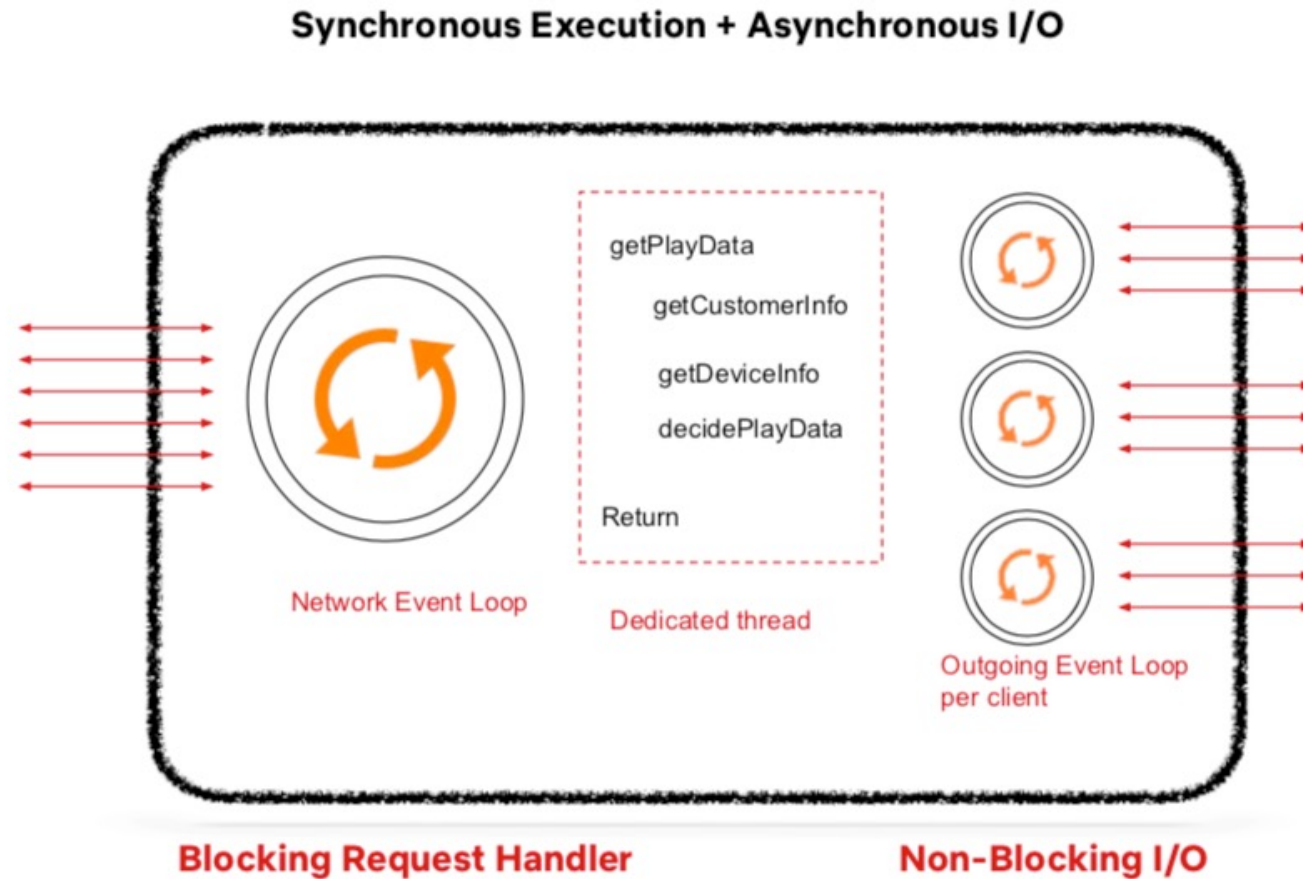 Synchronous Execution + Asynchronous I/O
getPlayData
getCustomerInfo
getDeviceInfo
decidePlayData
Return
Network Event Loop
Dedicated thread
Outgoing Event Loop
per client
Blocking Request Handler
Non-Blocking I/O